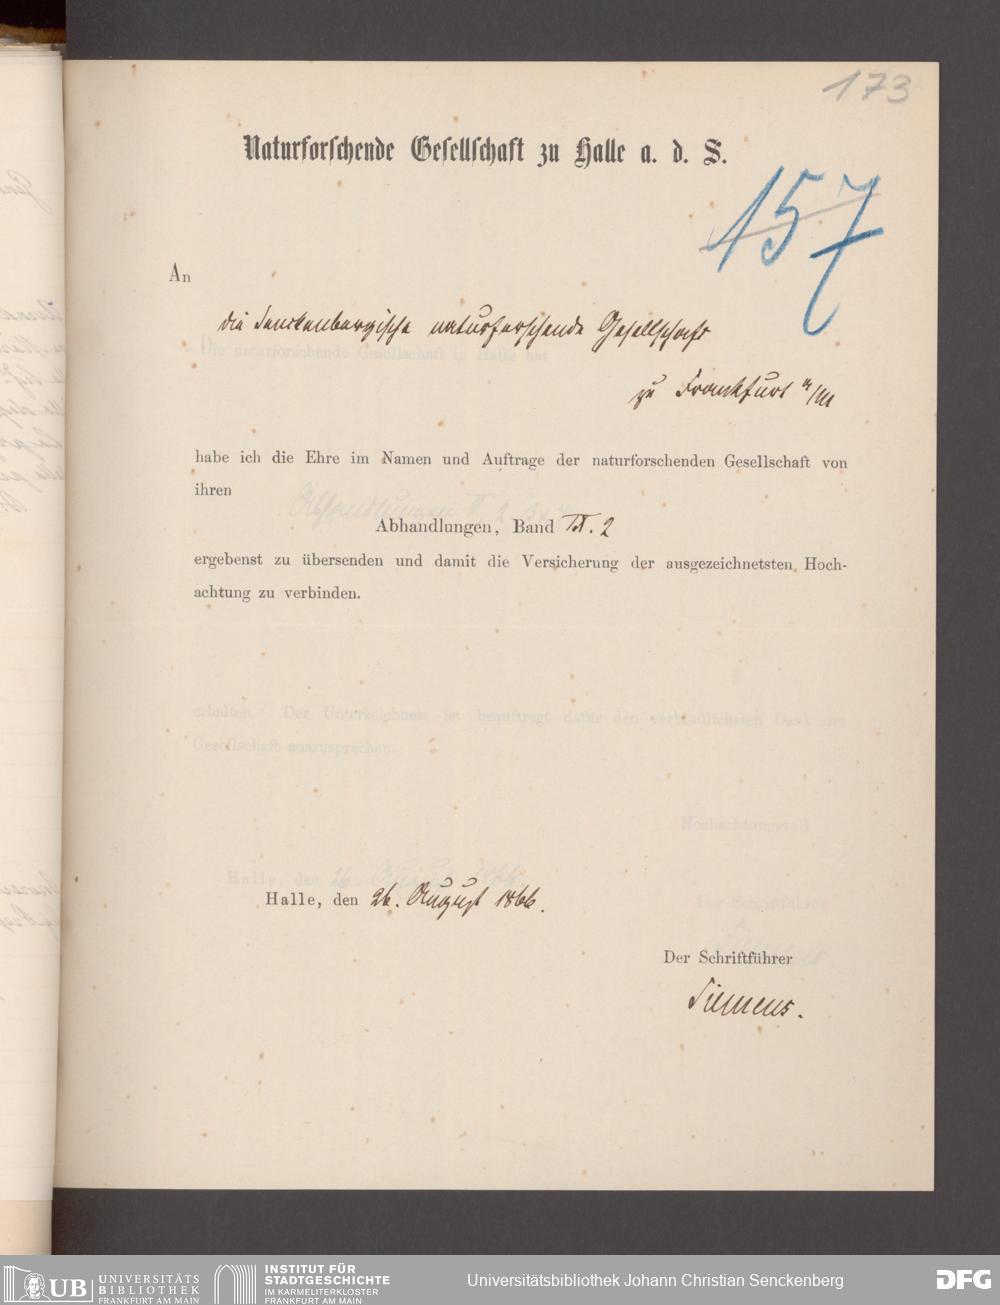 173
Naturforschende Gesellschaft zu Halle a. d. S.
157
An
die Senckenbergische naturforschende Gesellschaft
zu Frankfurt a/M
habe ich die Ehre im Namen und Auftrage der naturforschenden Gesellschaft von
ihren
Abhandlungen, Band IX. 2
ergebenst zu übersenden und damit die Versicherung der ausgezeichnetsten Hoch-
achtung zu verbinden.
Halle, den 26. August 1866.
Der Schriftführer
Siemens.
UB UNIVERSITÄTS
BIBLIOTHEK
FRANKFURT AM MAIN
INSTITUT FÜR
STADTGESCHICHTE
IM KARMELITERKLOSTER
FRANKFURT AM MAIN
Universitätsbibliothek Johann Christian Senckenberg
DFG